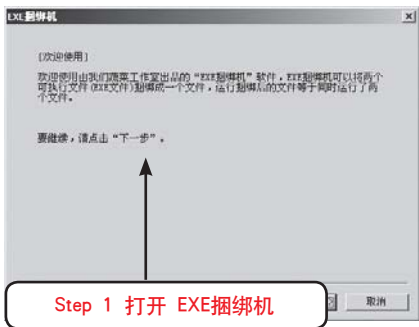 EXE捆绑机
[欢迎使用]
欢迎使用由我们蔬菜工作室出品的“EXE捆绑机”软件，EXE捆绑机可以将两个
可执行文件(EXE文件)捆绑成一个文件，运行捆绑后的文件等于同时运行了两
个文件。
要继续，请点击“下一步”。
Step 1 打开 EXE捆绑机
取消